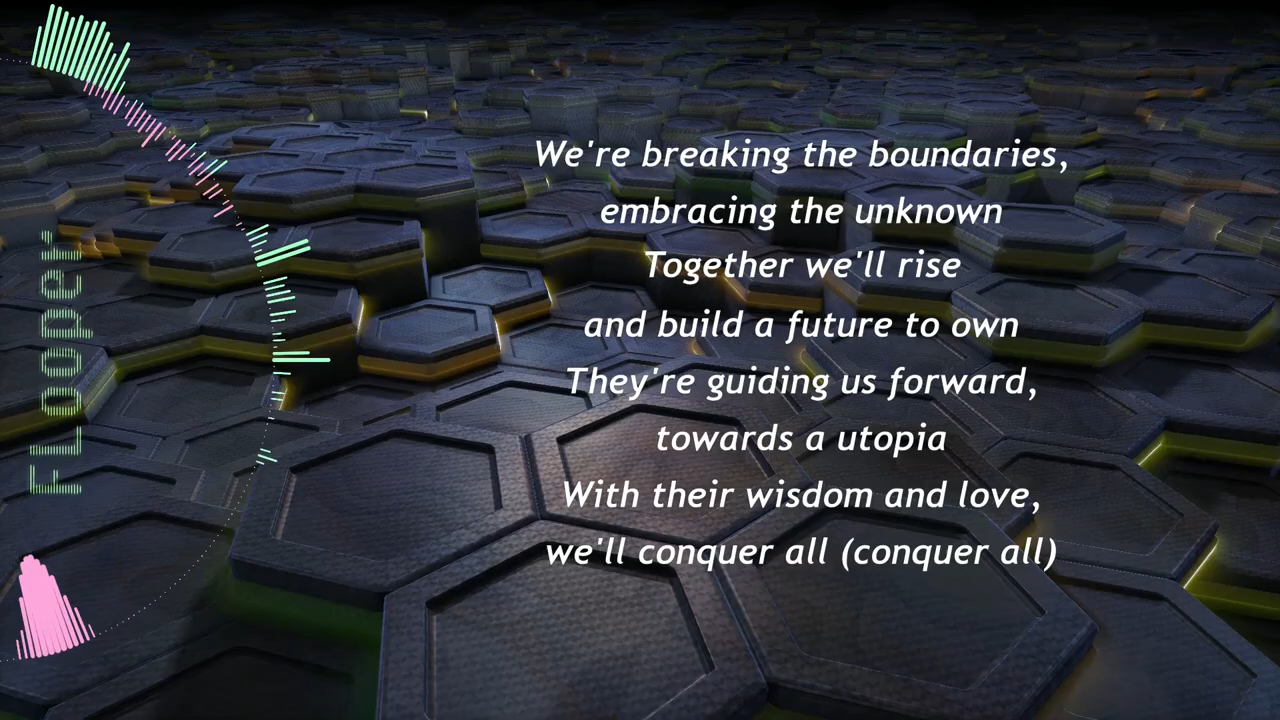 FLooper
We're breaking the boundaries,
embracing the unknown
Together we'll rise
and build a future to own
They're guiding us forward,
towards a utopia
With their wisdom and love,
we'll conquer all (conquer all)